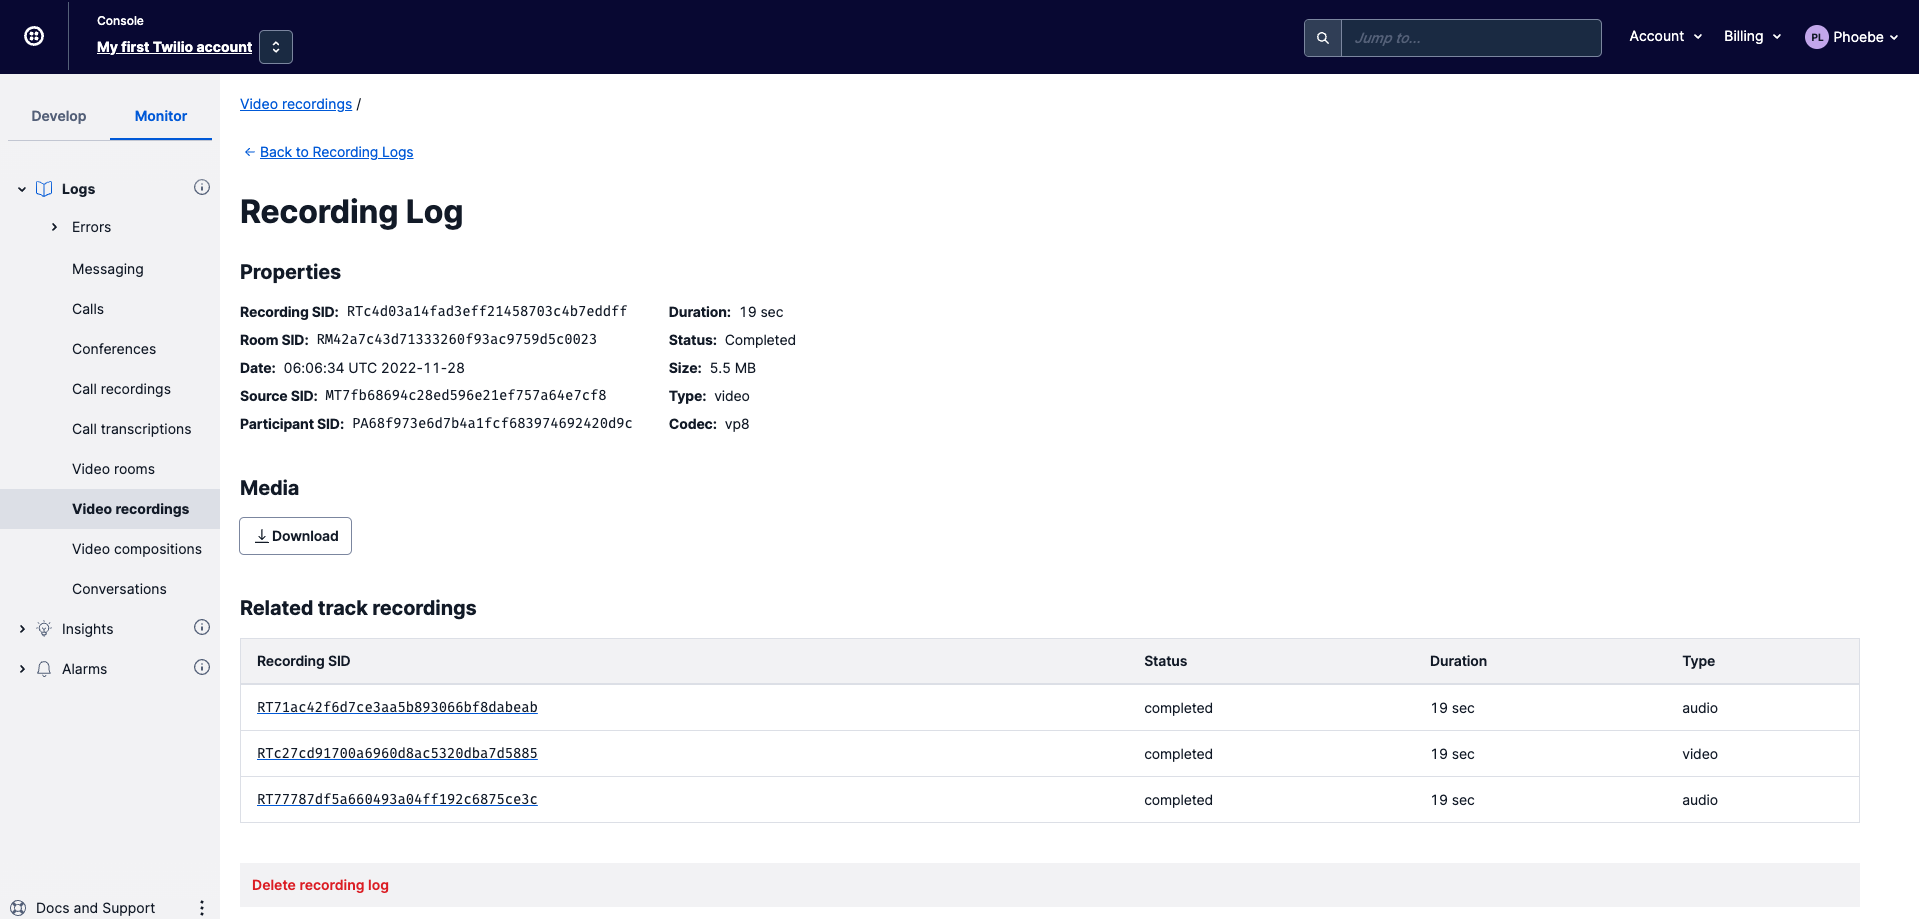 Console
My first Twilio account
Jump to...
Account
Billing
PL Phoebe
Develop
Monitor
Logs
Errors
Messaging
Calls
Conferences
Call recordings
Call transcriptions
Video rooms
Video recordings
Video compositions
Conversations
Insights
Alarms
Docs and Support
Video recordings /
← Back to Recording Logs
Recording Log
Properties
Recording SID: RTc4d03a14fad3eff21458703c4b7eddff
Room SID: RM42a7c43d71333260f93ac9759d5c0023
Date: 06:06:34 UTC 2022-11-28
Source SID: MT7fb68694c28ed596e21ef757a64e7cf8
Participant SID: PA68f973e6d7b4a1fcf683974692420d9c
Duration: 19 sec
Status: Completed
Size: 5.5 MB
Type: video
Codec: vp8
Media
Download
Related track recordings
Recording SID Status Duration Type
RT71ac42f6d7ce3aa5b893066bf8dabeab completed 19 sec audio
RTc27cd91700a6960d8ac5320dba7d5885 completed 19 sec video
RT77787df5a660493a04ff192c6875ce3c completed 19 sec audio
Delete recording log